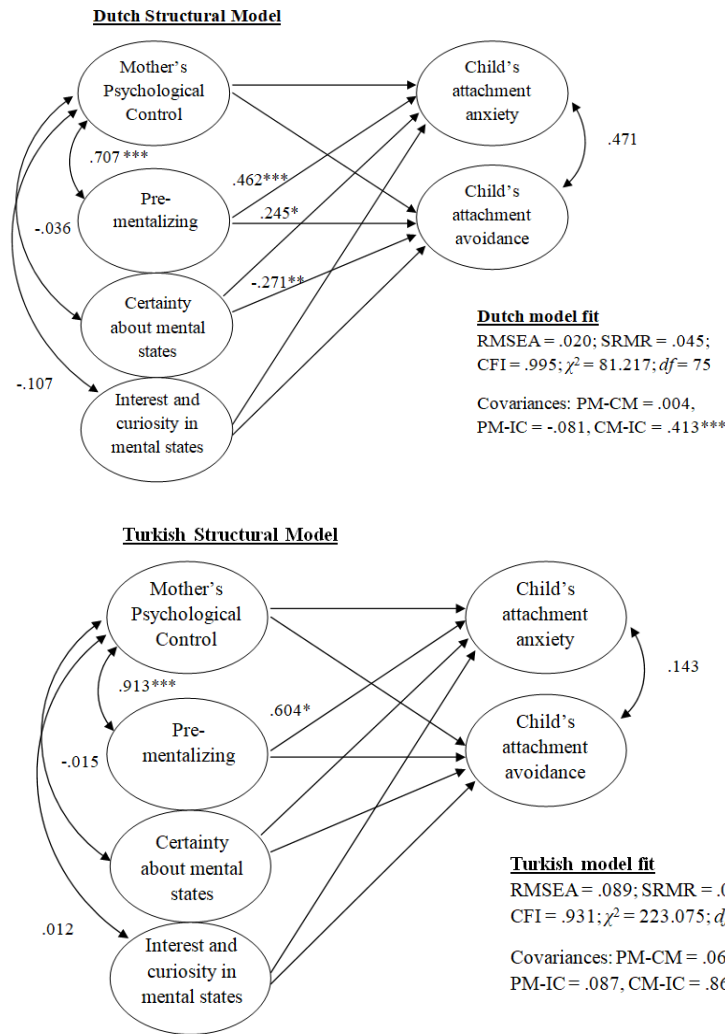 Dutch Structural Model
Mother's
Psychological
Control
Child's
attachment
anxiety
.471
.707 ***
.462***
Pre-
mentalizing
.245*
Child's
attachment
avoidance
-.036
-.271**
Certainty
about mental
states
-.107
Interest and
curiosity in
mental states
Dutch model fit
RMSEA = .020; SRMR = .045;
CFI = .995; χ² = 81.217; df = 75
Covariances: PM-CM = .004,
PM-IC = -.081, CM-IC = .413***
Turkish Structural Model
Mother's
Psychological
Control
Child's
attachment
anxiety
.143
.913***
.604*
Pre-
mentalizing
Child's
attachment
avoidance
-.015
Certainty
about mental
states
.012
Interest and
curiosity in
mental states
Turkish model fit
RMSEA = .089; SRMR = .0
CFI = .931; χ² = 223.075;
Covariances: PM-CM = .06
PM-IC = .087, CM-IC = .86